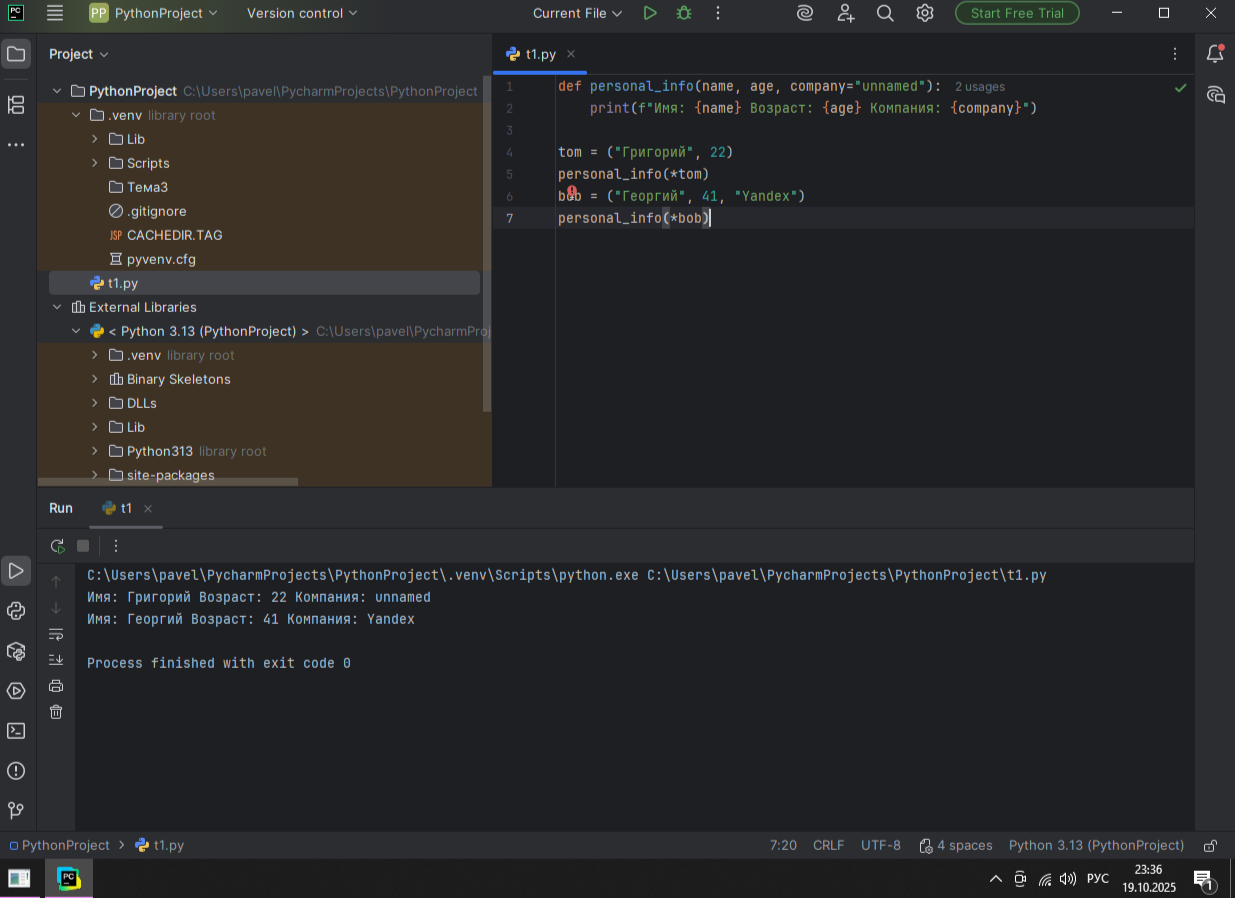 PC PP PythonProject Version control Current File Start Free Trial
Project
PythonProject C:\Users\pavel\PycharmProjects\PythonProject
.venv library root
Lib
Scripts
Тема3
.gitignore
JSP CACHEDIR.TAG
pyvenv.cfg
t1.py
External Libraries
< Python 3.13 (PythonProject) > C:\Users\pavel\PycharmProj
.venv library root
Binary Skeletons
DLLs
Lib
Python313 library root
site-packages
t1.py
1 def personal_info(name, age, company="unnamed"): 2 usages
2 print(f"Имя: {name} Возраст: {age} Компания: {company}")
3
4 tom = ("Григорий", 22)
5 personal_info(*tom)
6 bob = ("Георгий", 41, "Yandex")
7 personal_info(*bob)
Run t1
C:\Users\pavel\PycharmProjects\PythonProject\.venv\Scripts\python.exe C:\Users\pavel\PycharmProjects\PythonProject\t1.py
Имя: Григорий Возраст: 22 Компания: unnamed
Имя: Георгий Возраст: 41 Компания: Yandex
Process finished with exit code 0
PythonProject > t1.py 7:20 CRLF UTF-8 4 spaces Python 3.13 (PythonProject)
PC РУС 23:36
19.10.2025 1